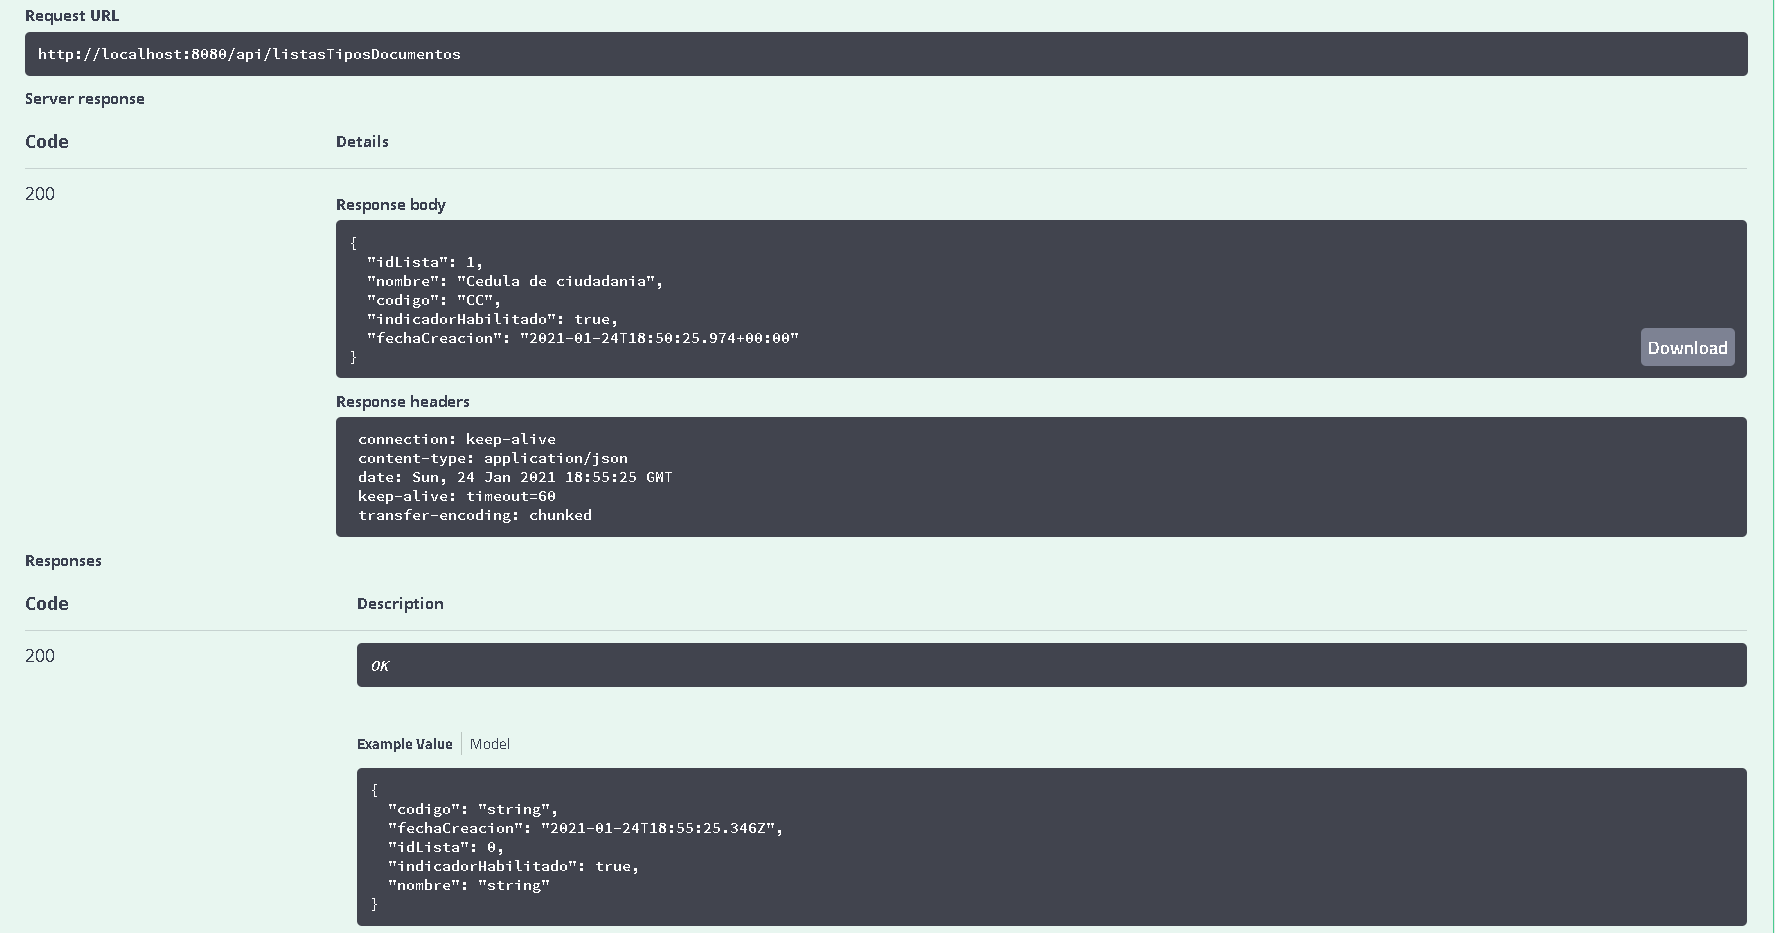 Request URL
http://localhost:8080/api/listasTiposDocumentos
Server response
Code Details
200
Response body
{
"idLista": 1,
"nombre": "Cedula de ciudadania",
"codigo": "CC",
"indicadorHabilitado": true,
"fechaCreacion": "2021-01-24T18:50:25.974+00:00"
}
Download
Response headers
connection: keep-alive
content-type: application/json
date: Sun, 24 Jan 2021 18:55:25 GMT
keep-alive: timeout=60
transfer-encoding: chunked
Responses
Code Description
200
OK
Example Value Model
{
"codigo": "string",
"fechaCreacion": "2021-01-24T18:55:25.346Z",
"idLista": 0,
"indicadorHabilitado": true,
"nombre": "string"
}